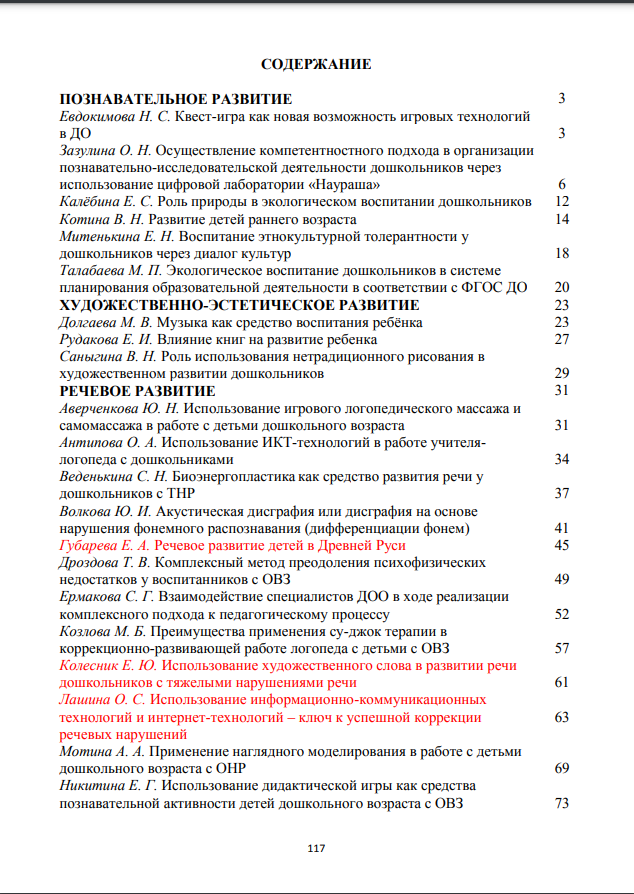 СОДЕРЖАНИЕ
ПОЗНАВАТЕЛЬНОЕ РАЗВИТИЕ 3
Евдокимова Н. С. Квест-игра как новая возможность игровых технологий
в ДО 3
Зазулина О. Н. Осуществление компетентностного подхода в организации
познавательно-исследовательской деятельности дошкольников через
использование цифровой лаборатории «Наураша» 6
Калёбина Е. С. Роль природы в экологическом воспитании дошкольников 12
Котина В. Н. Развитие детей раннего возраста 14
Митенькина Е. Н. Воспитание этнокультурной толерантности у
дошкольников через диалог культур 18
Талабаева М. П. Экологическое воспитание дошкольников в системе
планирования образовательной деятельности в соответствии с ФГОС ДО 20
ХУДОЖЕСТВЕННО-ЭСТЕТИЧЕСКОЕ РАЗВИТИЕ 23
Долгаева М. В. Музыка как средство воспитания ребёнка 23
Рудакова Е. И. Влияние книг на развитие ребенка 27
Саныгина В. Н. Роль использования нетрадиционного рисования в
художественном развитии дошкольников 29
РЕЧЕВОЕ РАЗВИТИЕ 31
Аверченкова Ю. Н. Использование игрового логопедического массажа и
самомассажа в работе с детьми дошкольного возраста 31
Антипова О. А. Использование ИКТ-технологий в работе учителя-
логопеда с дошкольниками 34
Веденькина С. Н. Биоэнергопластика как средство развития речи у
дошкольников с ТНР 37
Волкова Ю. И. Акустическая дисграфия или дисграфия на основе
нарушения фонемного распознавания (дифференциации фонем) 41
Губарева Е. А. Речевое развитие детей в Древней Руси 45
Дроздова Т. В. Комплексный метод преодоления психофизических
недостатков у воспитанников с ОВЗ 49
Ермакова С. Г. Взаимодействие специалистов ДОО в ходе реализации
комплексного подхода к педагогическому процессу 52
Козлова М. Б. Преимущества применения су-джок терапии в
коррекционно-развивающей работе логопеда с детьми с ОВЗ 57
Колесник Е. Ю. Использование художественного слова в развитии речи
дошкольников с тяжелыми нарушениями речи 61
Лашина О. С. Использование информационно-коммуникационных
технологий и интернет-технологий – ключ к успешной коррекции 63
речевых нарушений
Мотина А. А. Применение наглядного моделирования в работе с детьми
дошкольного возраста с ОНР 69
Никитина Е. Г. Использование дидактической игры как средства
познавательной активности детей дошкольного возраста с ОВЗ 73
117